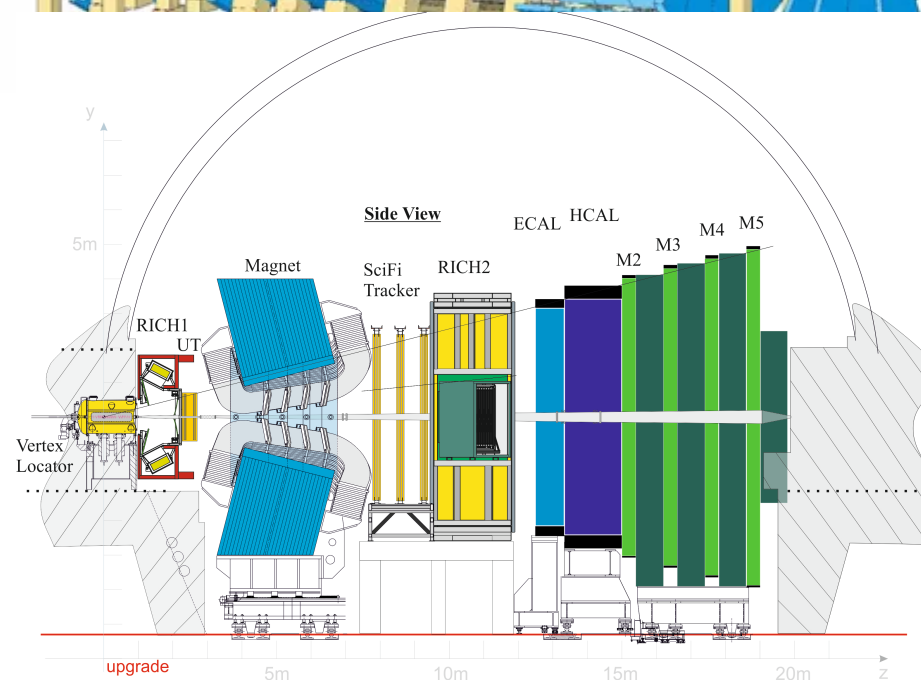 y
5m
Side View
ECAL
HCAL
M2
M3
M4
M5
Magnet
SciFi
Tracker
RICH2
RICH1
UT
Vertex
Locator
upgrade
5m
10m
15m
20m
z